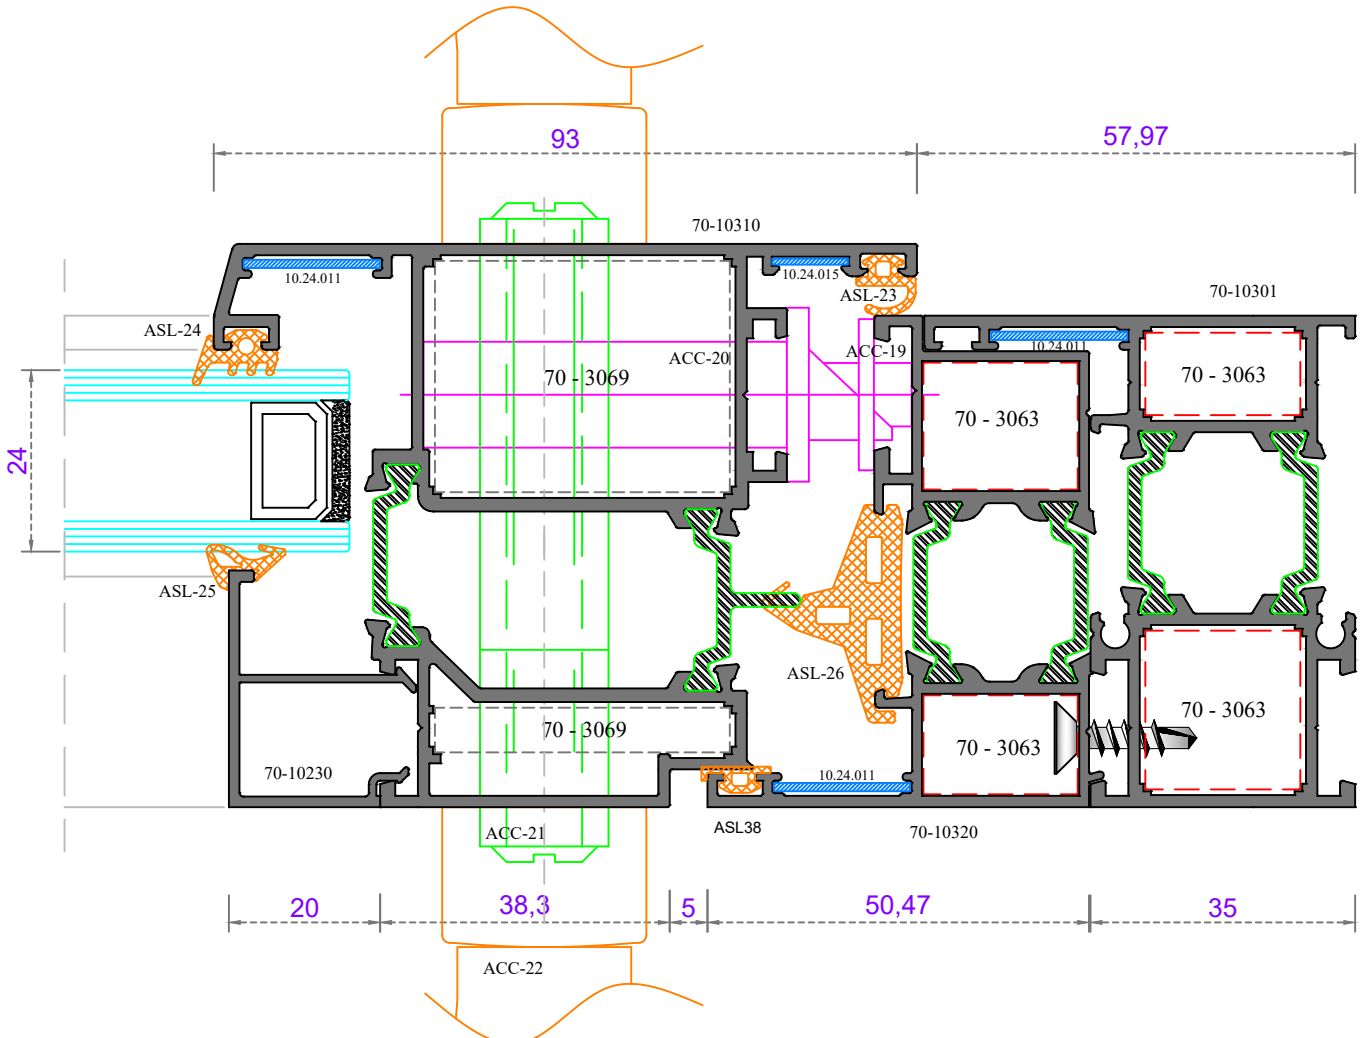 93
57,97
70-10310
10.24.011
10.24.015
ASL-23
70-10301
ASL-24
ACC-20
ACC-19
10.24.011
70 - 3069
70 - 3063
70 - 3063
24
ASL-25
ASL-26
70 - 3063
70 - 3069
70 - 3063
70-10230
10.24.011
ACC-21
ASL38
70-10320
20
38,3
5
50,47
35
ACC-22